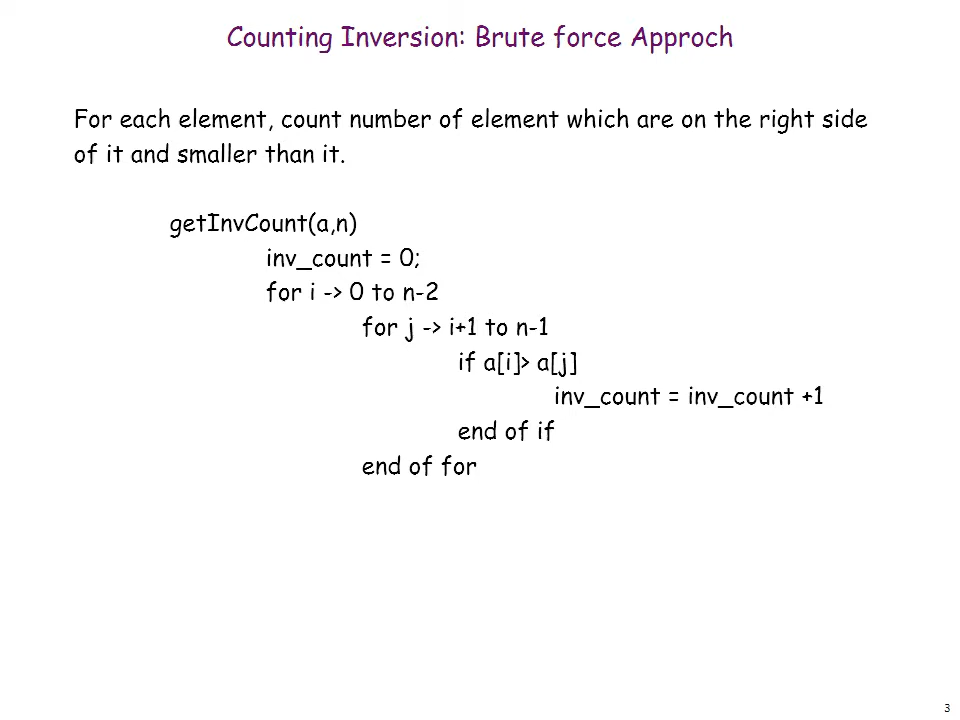 Counting Inversion: Brute force Approch
For each element, count number of element which are on the right side
of it and smaller than it.
getInvCount(a,n)
inv_count = 0;
for i -> 0 to n-2
for j -> i+1 to n-1
if a[i]> a[j]
inv_count = inv_count +1
end of if
end of for
3